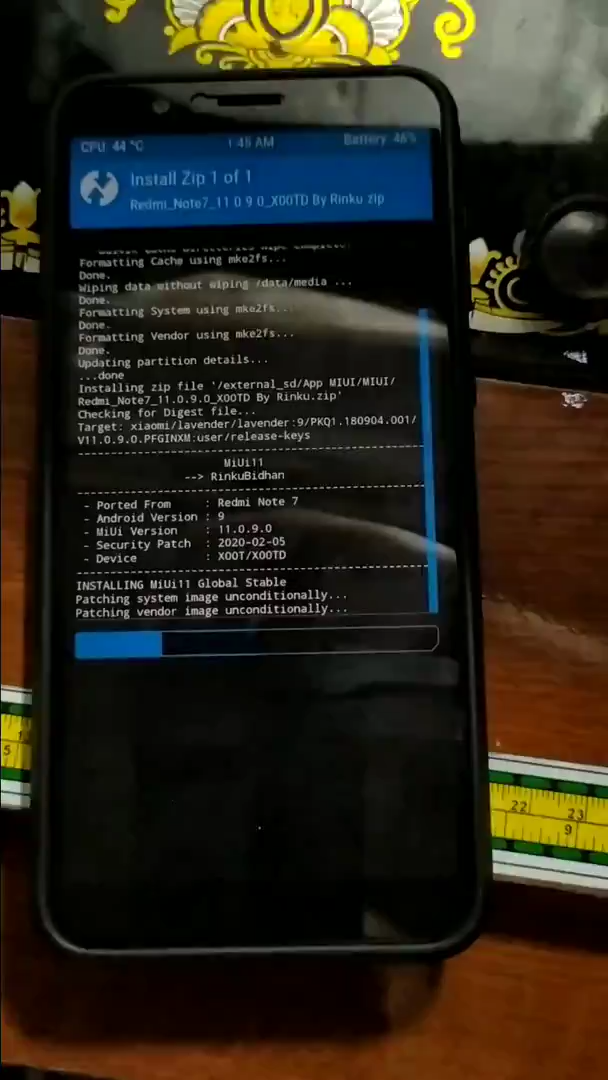 CPU: 44 °C
1:45 AM
Battery: 46%
Install Zip 1 of 1
Redmi_Note7_11.0.9.0_X00TD By Rinku.zip
Formatting Cache using mke2fs...
Done.
Wiping data without wiping /data/media ...
Done.
Formatting System using mke2fs...
Done.
Formatting Vendor using mke2fs...
Done.
Updating partition details...
...done
Installing zip file '/external_sd/App MIUI/MIUI/
Redmi_Note7_11.0.9.0_X00TD By Rinku.zip'
Checking for Digest file...
Target: xiaomi/lavender/lavender:9/PKQ1.180904.001/
V11.0.9.0.PFGINXM:user/release-keys
MiUi11
--> RinkuBidhan
- Ported From : Redmi Note 7
- Android Version : 9
- MiUi Version : 11.0.9.0
- Security Patch : 2020-02-05
- Device : X00T/X00TD
INSTALLING MiUi11 Global Stable
Patching system image unconditionally...
Patching vendor image unconditionally...
5
22 23
9